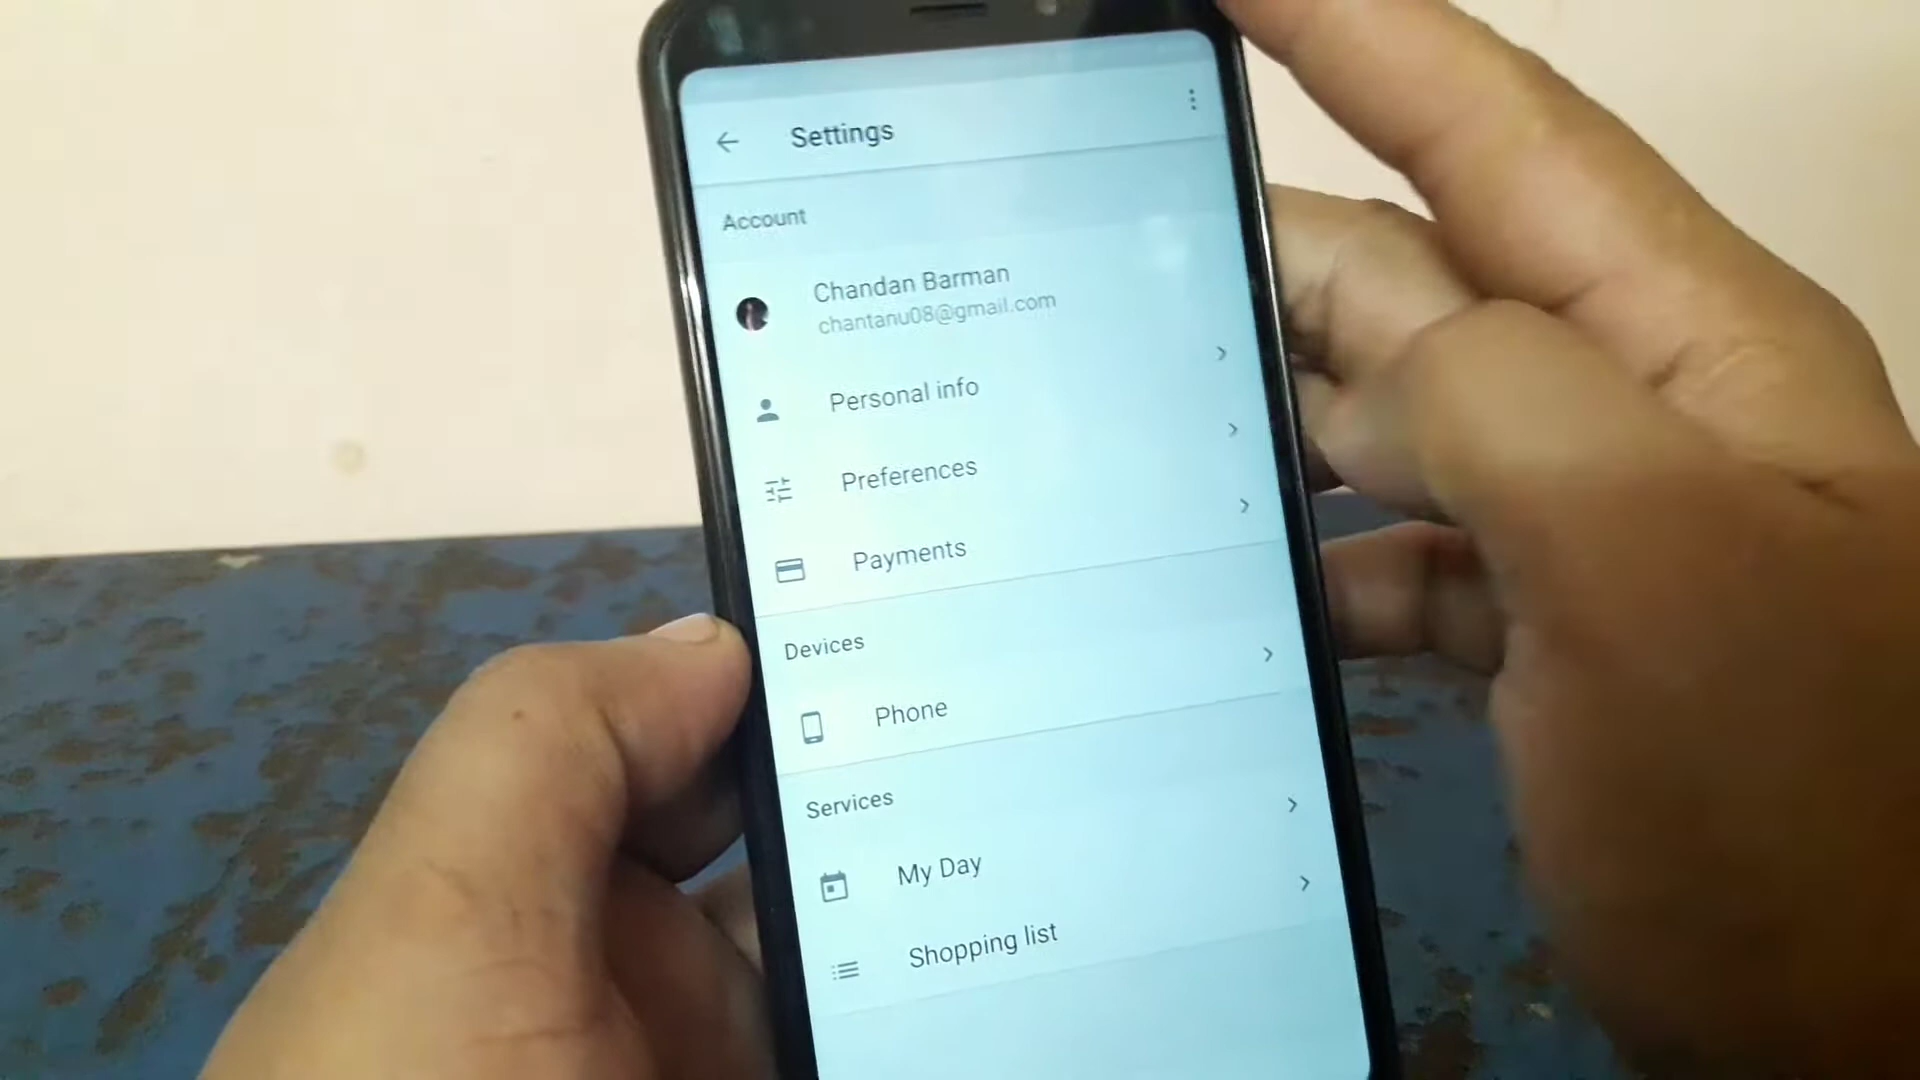 Settings
Account
Chandan Barman
chantanu08@gmail.com
Personal info
Preferences
Payments
Devices
Phone
Services
My Day
Shopping list